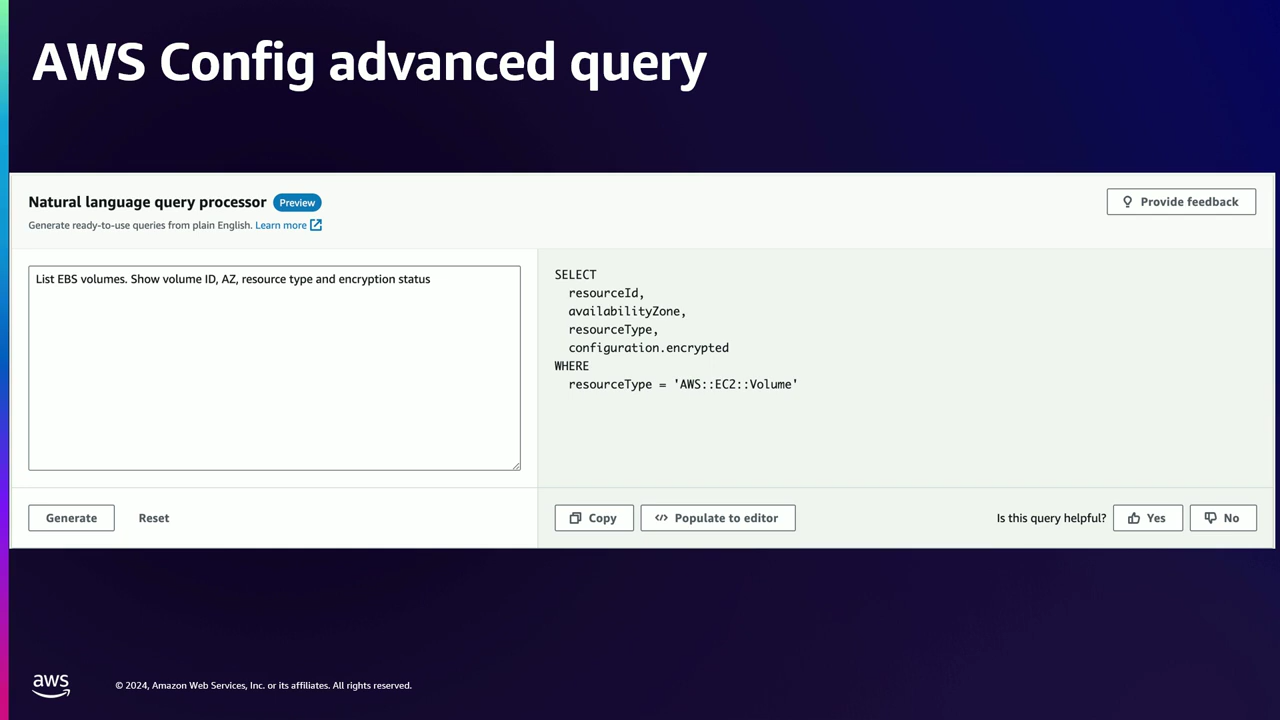 AWS Config advanced query
Natural language query processor Preview
Provide feedback
Generate ready-to-use queries from plain English. Learn more
List EBS volumes. Show volume ID, AZ, resource type and encryption status
SELECT
resourceId,
availabilityZone,
resourceType,
configuration.encrypted
WHERE
resourceType = 'AWS::EC2::Volume'
Generate Reset
Copy </> Populate to editor Is this query helpful? Yes No
aws
© 2024, Amazon Web Services, Inc. or its affiliates. All rights reserved.